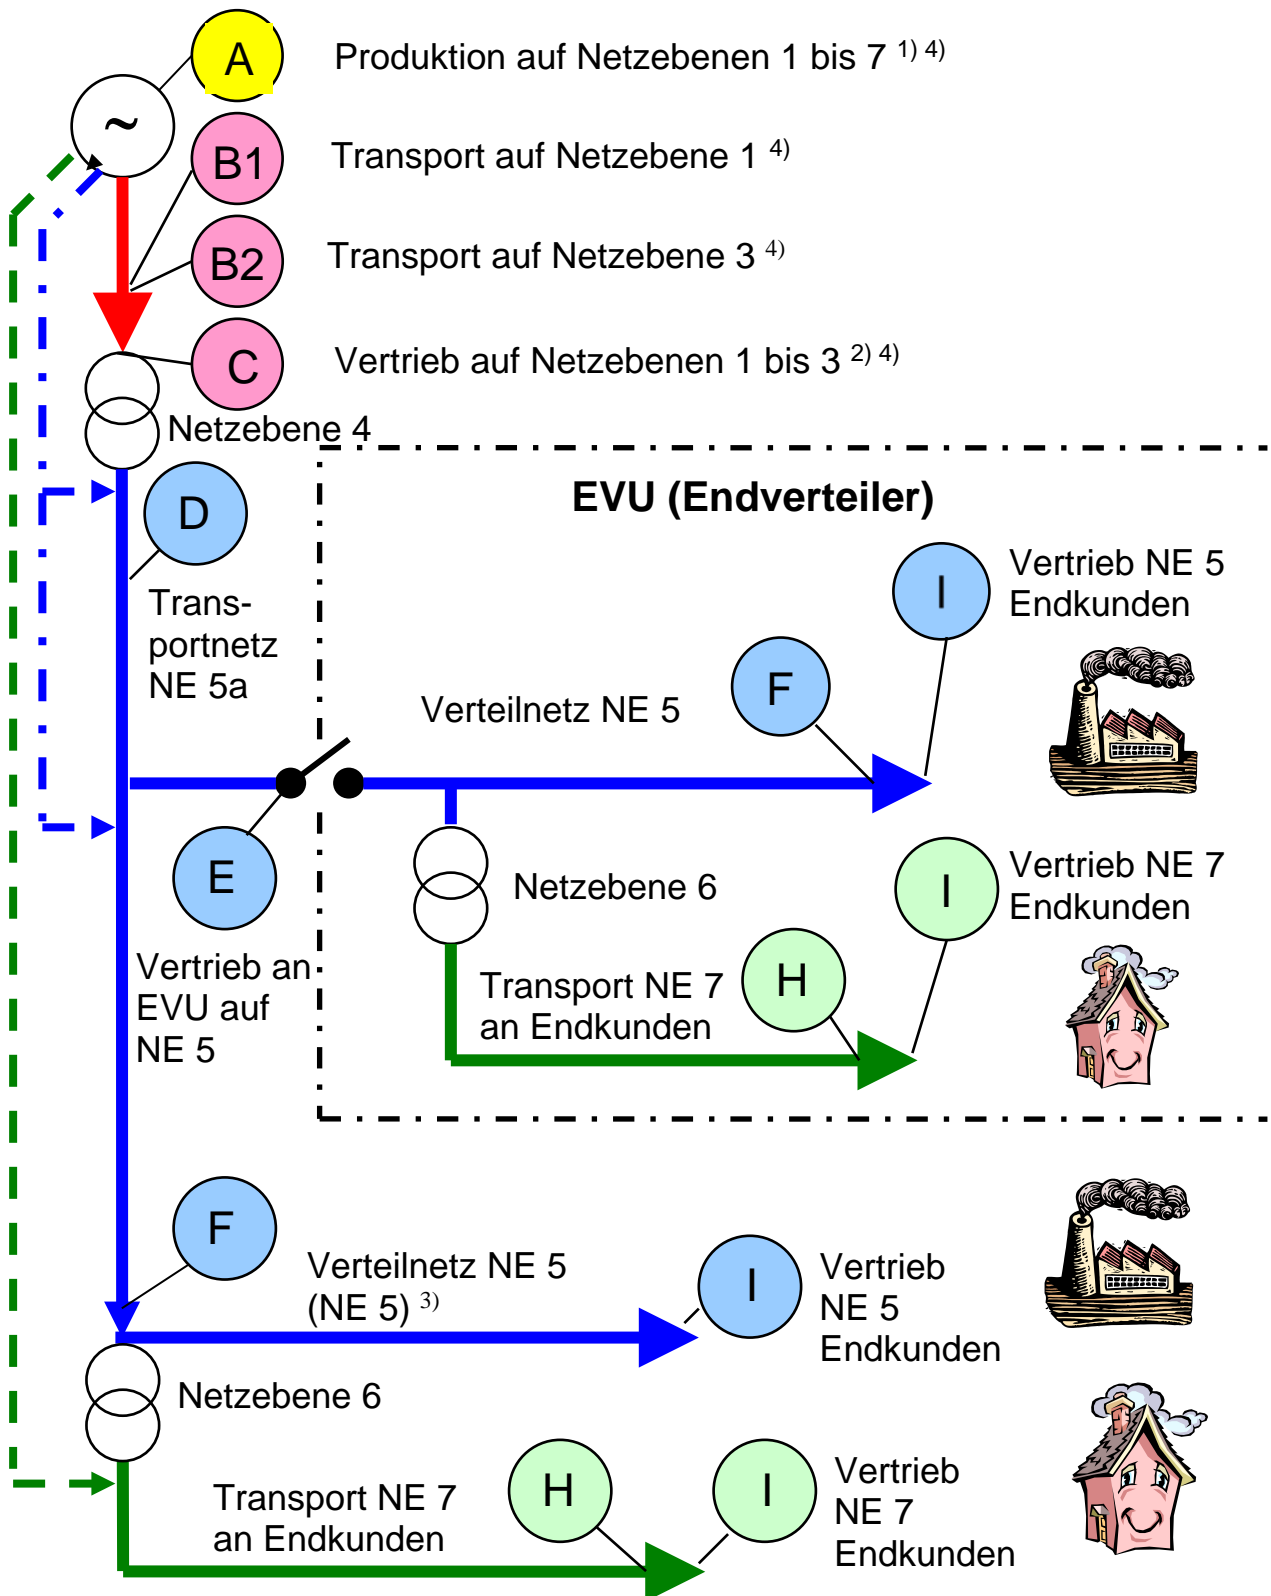 A
Produktion auf Netzebenen 1 bis 7 1) 4)
~
B1
Transport auf Netzebene 1 4)
B2
Transport auf Netzebene 3 4)
C
Vertrieb auf Netzebenen 1 bis 3 2) 4)
Netzebene 4
D
Trans-
portnetz
NE 5a
EVU (Endverteiler)
I
Vertrieb NE 5
Endkunden
F
Verteilnetz NE 5
E
Vertrieb an
EVU auf
NE 5
Netzebene 6
I
Vertrieb NE 7
Endkunden
H
Transport NE 7
an Endkunden
F
Verteilnetz NE 5
(NE 5) 3)
I
Vertrieb
NE 5
Endkunden
Netzebene 6
Transport NE 7
an Endkunden
H
I
Vertrieb
NE 7
Endkunden